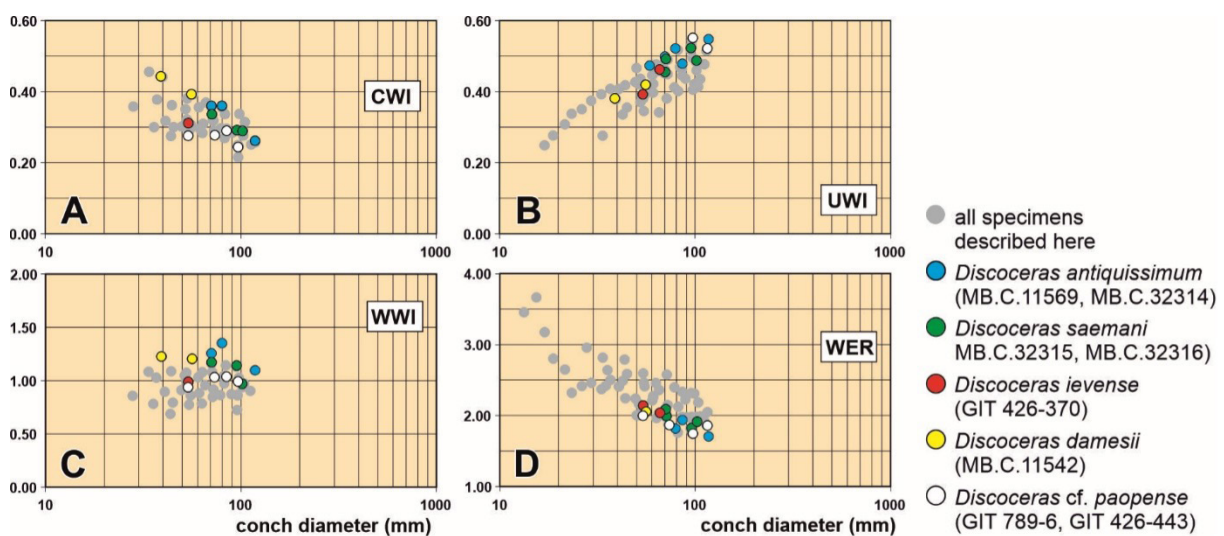 0.60
0.40
0.20
0.00
CWI
A
10
100
1000
0.60
0.40
0.20
0.00
UWI
B
10
100
1000
2.00
1.50
1.00
0.50
0.00
WWI
C
10
100
1000
conch diameter (mm)
4.00
3.00
2.00
1.00
WER
D
10
100
1000
conch diameter (mm)
all specimens
described here
Discoceras antiquissimum
(MB.C.11569, MB.C.32314)
Discoceras saemani
MB.C.32315, MB.C.32316)
Discoceras ievense
(GIT 426-370)
Discoceras damesii
(MB.C.11542)
Discoceras cf. paopense
(GIT 789-6, GIT 426-443)